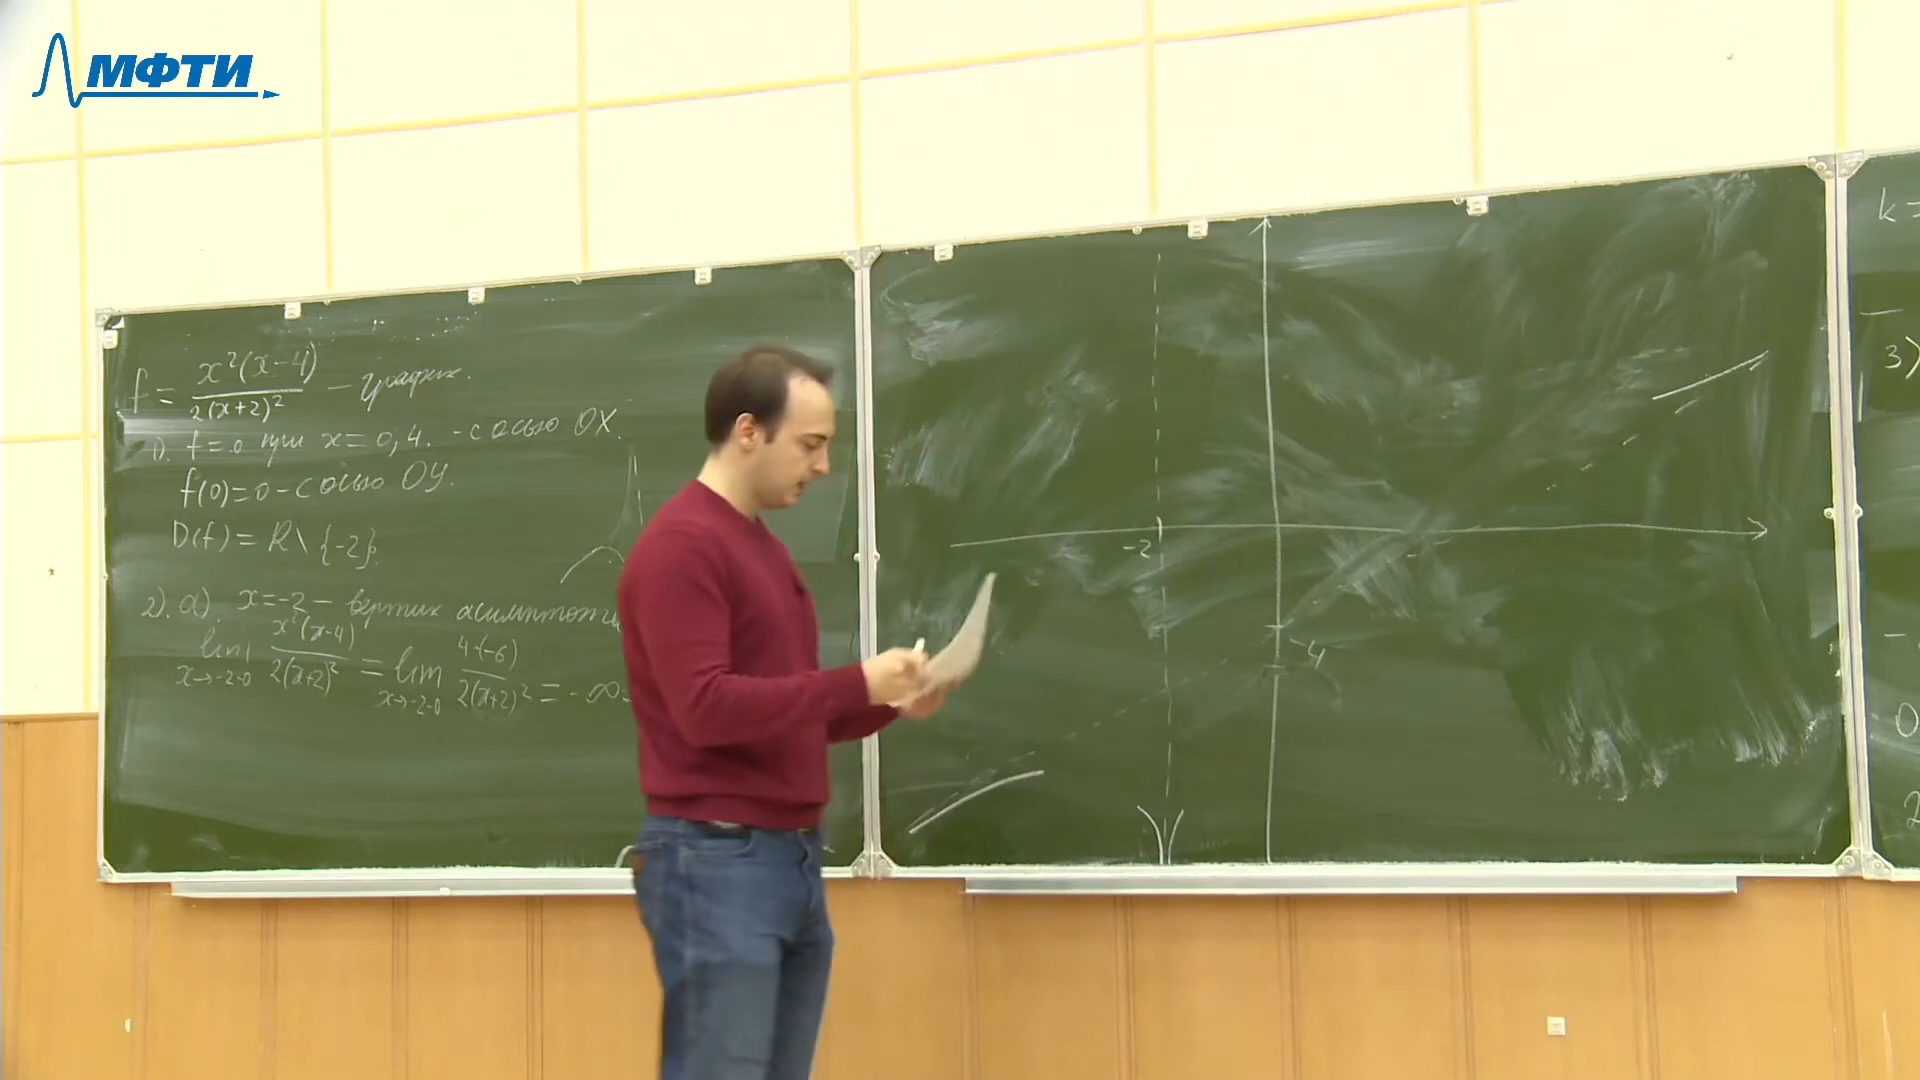 МФТИ
f = x²(x-4) / 2(x+2)² – график.
1). f=0 при x=0,4. - с осью OX.
f(0)=0 - с осью OY.
D(f) = R \ {-2}.
2). a). x=-2 – вертик асимптота
lim x→-2-0 x²(x-4) / 2(x+2)² = lim x→-2-0 4·(-6) / 2(x+2)² = -∞
-2
-4
k =
3)
0
2